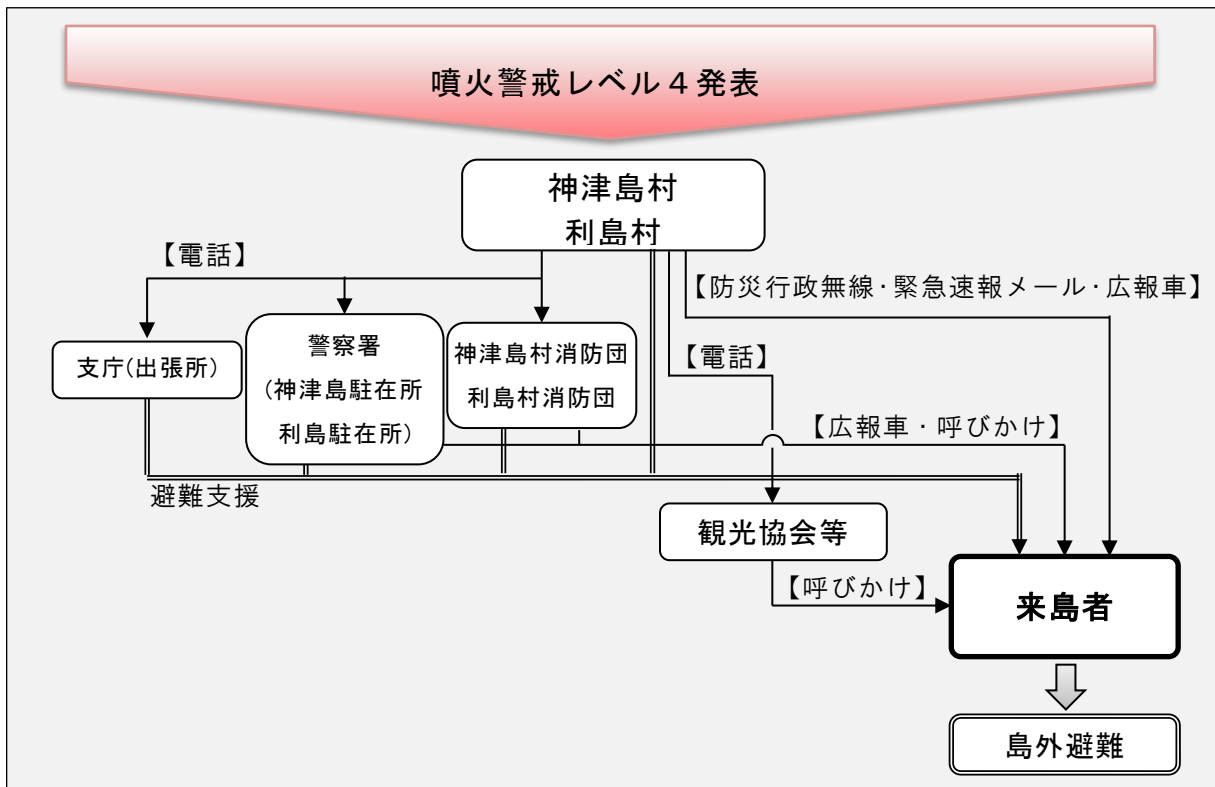 噴火警戒レベル４発表
神津島村
利島村
【電話】
【防災行政無線・緊急速報メール・広報車】
支庁(出張所)
警察署
(神津島駐在所
利島駐在所)
神津島村消防団
利島村消防団
【電話】
【広報車・呼びかけ】
避難支援
観光協会等
【呼びかけ】
来島者
島外避難